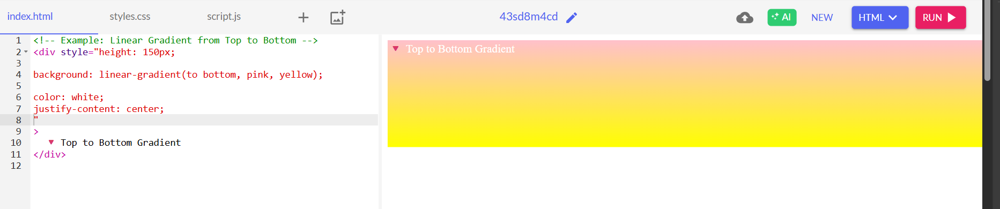 index.html styles.css script.js + 43sd8m4cd AI NEW HTML RUN
1 <!-- Example: Linear Gradient from Top to Bottom -->
2 <div style="height: 150px;
3
4 background: linear-gradient(to bottom, pink, yellow);
5
6 color: white;
7 justify-content: center;
8 "
9 >
10 🔻 Top to Bottom Gradient
11 </div>
12
🔻 Top to Bottom Gradient